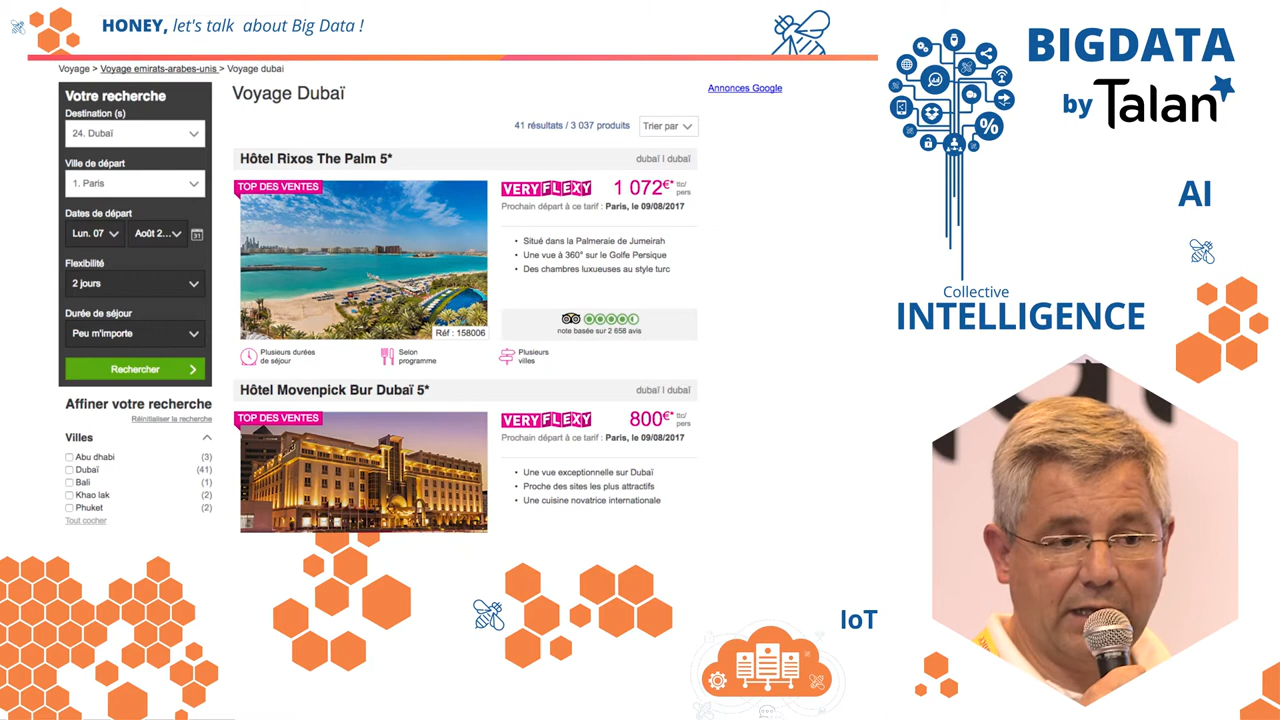 HONEY, let's talk about Big Data !
Voyage > Voyage emirats-arabes-unis > Voyage dubai
Votre recherche
Destination (s)
24. Dubaï
Ville de départ
1. Paris
Dates de départ
Lun. 07
Août 2...
31
Flexibilité
2 jours
Durée de séjour
Peu m'importe
Rechercher
Affiner votre recherche
Réinitialiser la recherche
Villes
Abu dhabi (3)
Dubaï (41)
Bali (1)
Khao lak (2)
Phuket (2)
Tout cocher
Voyage Dubaï
41 résultats / 3 037 produits
Trier par
Hôtel Rixos The Palm 5*
dubaï I dubaï
TOP DES VENTES
Réf : 158006
VERY FLEXY
1 072€* ttc/
pers
Prochain départ à ce tarif : Paris, le 09/08/2017
• Situé dans la Palmeraie de Jumeirah
• Une vue à 360° sur le Golfe Persique
• Des chambres luxueuses au style turc
note basée sur 2 658 avis
Plusieurs durées
de séjour
Selon
programme
Plusieurs
villes
Hôtel Movenpick Bur Dubaï 5*
dubaï I dubaï
TOP DES VENTES
VERY FLEXY
800€* ttc/
pers
Prochain départ à ce tarif : Paris, le 09/08/2017
• Une vue exceptionnelle sur Dubaï
• Proche des sites les plus attractifs
• Une cuisine novatrice internationale
Annonces Google
BIGDATA
by Talan
%
AI
Collective
INTELLIGENCE
IoT